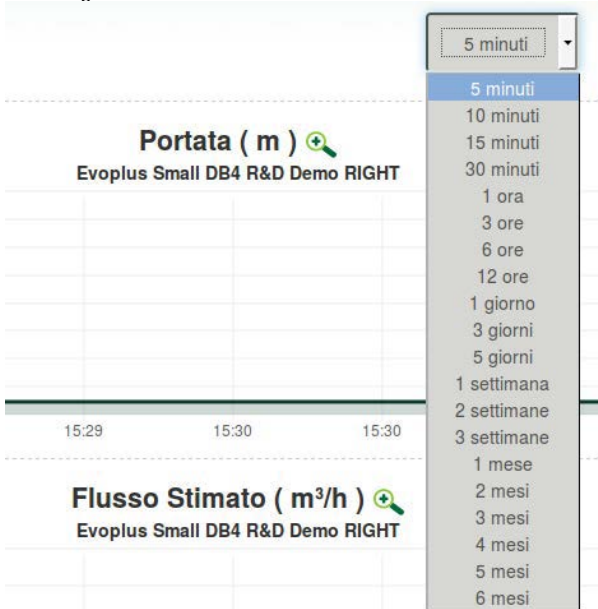 5 minuti
5 minuti
10 minuti
15 minuti
30 minuti
1 ora
3 ore
6 ore
12 ore
1 giorno
3 giorni
5 giorni
1 settimana
2 settimane
3 settimane
1 mese
2 mesi
3 mesi
4 mesi
5 mesi
6 mesi
Portata ( m )
Evoplus Small DB4 R&D Demo RIGHT
15:29 15:30 15:30
Flusso Stimato ( m³/h )
Evoplus Small DB4 R&D Demo RIGHT